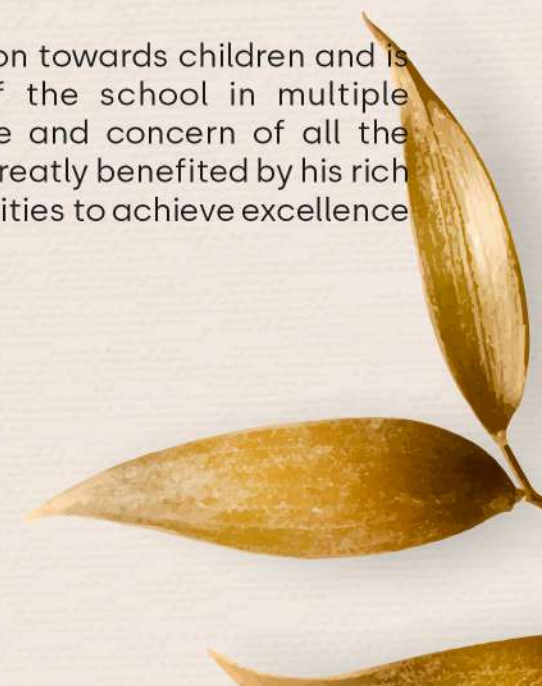 on towards children and is
f the school in multiple
e and concern of all the
reatly benefited by his rich
ities to achieve excellence